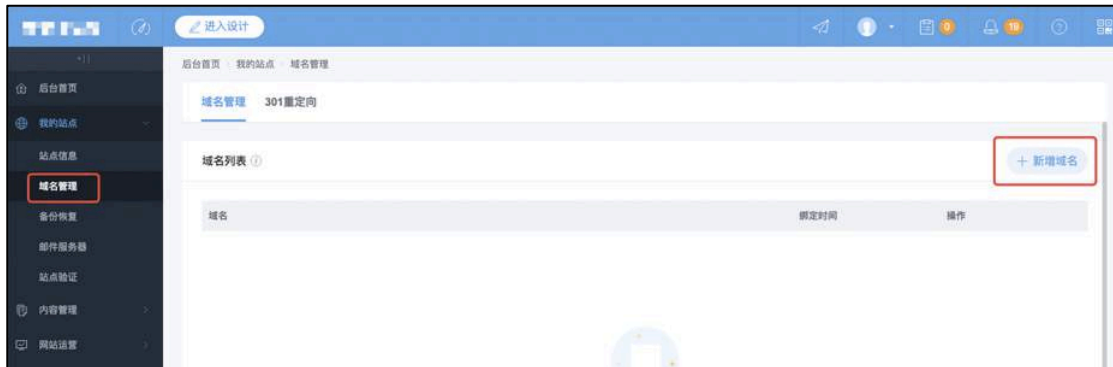 进入设计
0
19
后台首页 我的站点 域名管理
后台首页
我的站点
站点信息
域名管理
备份恢复
邮件服务器
站点验证
内容管理
网站运营
域名管理 301重定向
域名列表
+ 新增域名
域名 绑定时间 操作